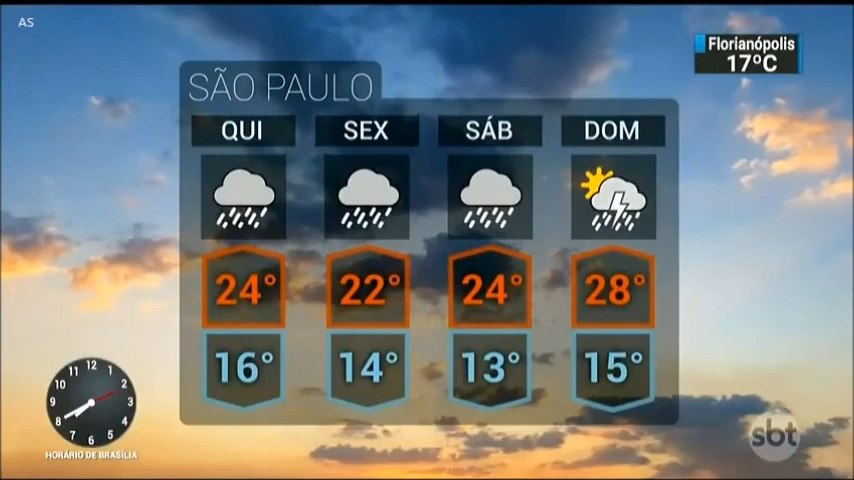 AS
Florianópolis
17ºC
SÃO PAULO
QUI SEX SÁB DOM
24° 22° 24° 28°
16° 14° 13° 15°
12
11 1
10 2
9 3
8 4
7 5
6
HORÁRIO DE BRASÍLIA
sbt